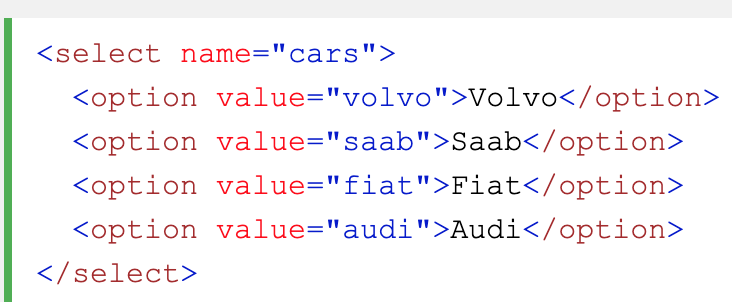 <select name="cars">
  <option value="volvo">Volvo</option>
  <option value="saab">Saab</option>
  <option value="fiat">Fiat</option>
  <option value="audi">Audi</option>
</select>